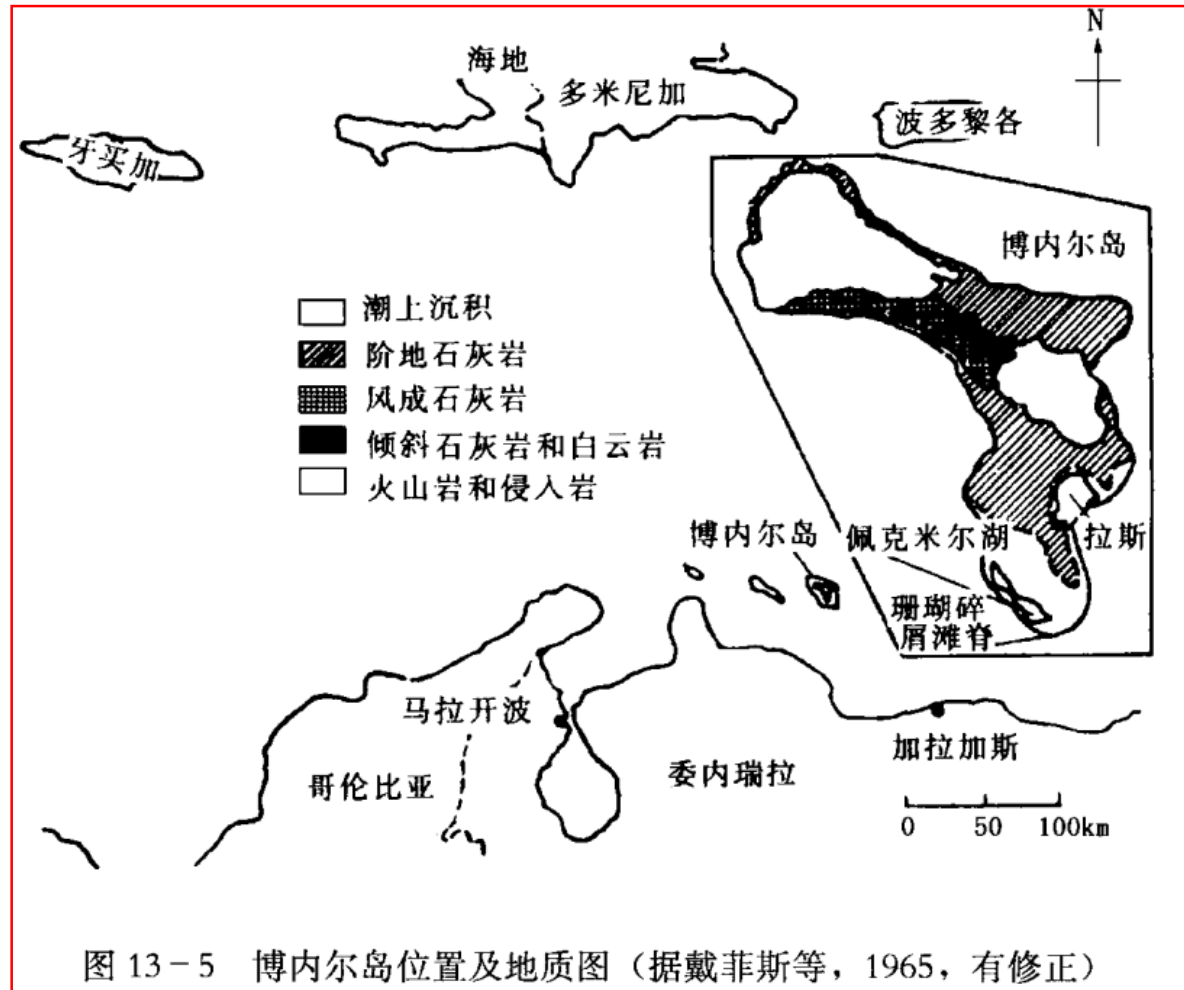 N
海地
多米尼加
波多黎各
牙买加
博内尔岛
潮上沉积
阶地石灰岩
风成石灰岩
倾斜石灰岩和白云岩
火山岩和侵入岩
博内尔岛
佩克米尔湖
拉斯
珊瑚碎
屑滩脊
马拉开波
加拉加斯
哥伦比亚
委内瑞拉
0 50 100km
图 13-5 博内尔岛位置及地质图（据戴菲斯等，1965，有修正）